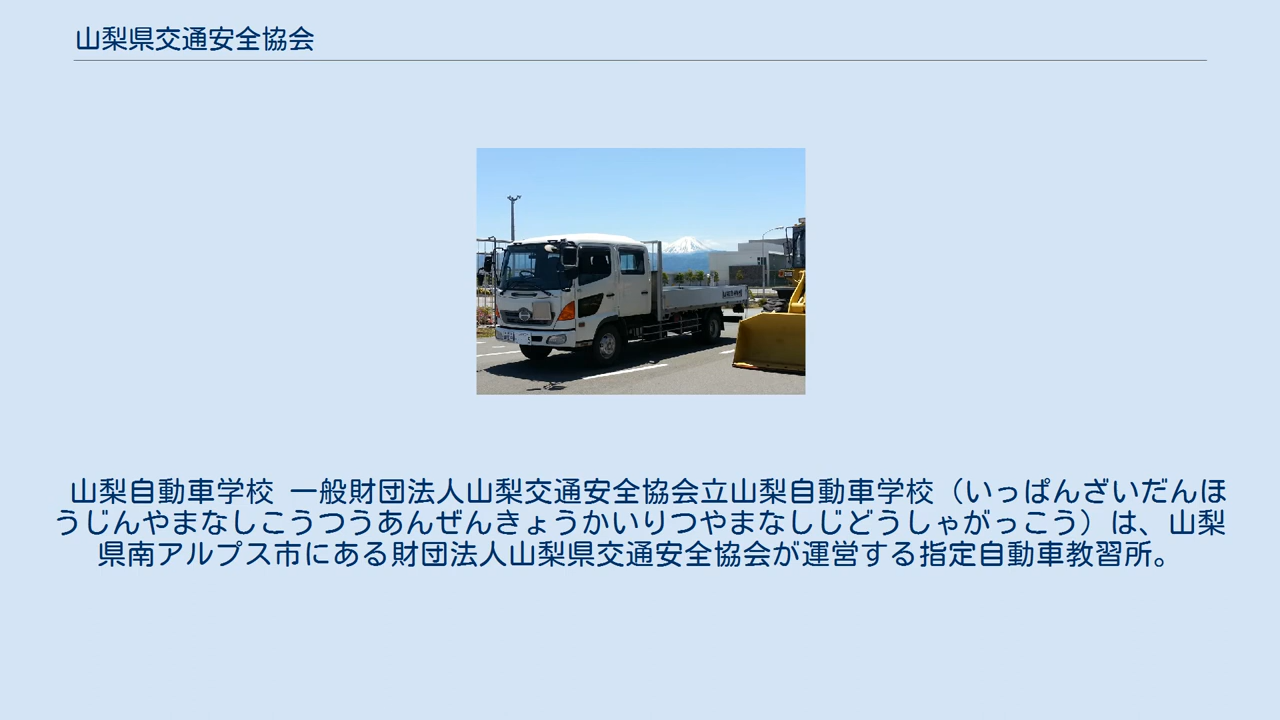 山梨県交通安全協会
山梨自動車学校 一般財団法人山梨交通安全協会立山梨自動車学校（いっぱんざいだんほ
うじんやまなしこうつうあんぜんきょうかいりつやまなしじどうしゃがっこう）は、山梨
県南アルプス市にある財団法人山梨県交通安全協会が運営する指定自動車教習所。